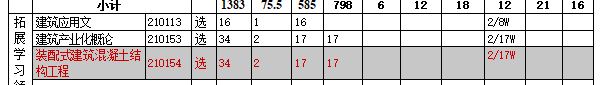 小计 1383 75.5 585 798 6 12 18 12 21 16
拓展学习领
建筑应用文 210113 选 16 1 16 2/8W
建筑产业化概论 210153 选 34 2 17 17 2/17W
装配式建筑混凝土结构工程 210154 选 34 2 17 17 2/17W